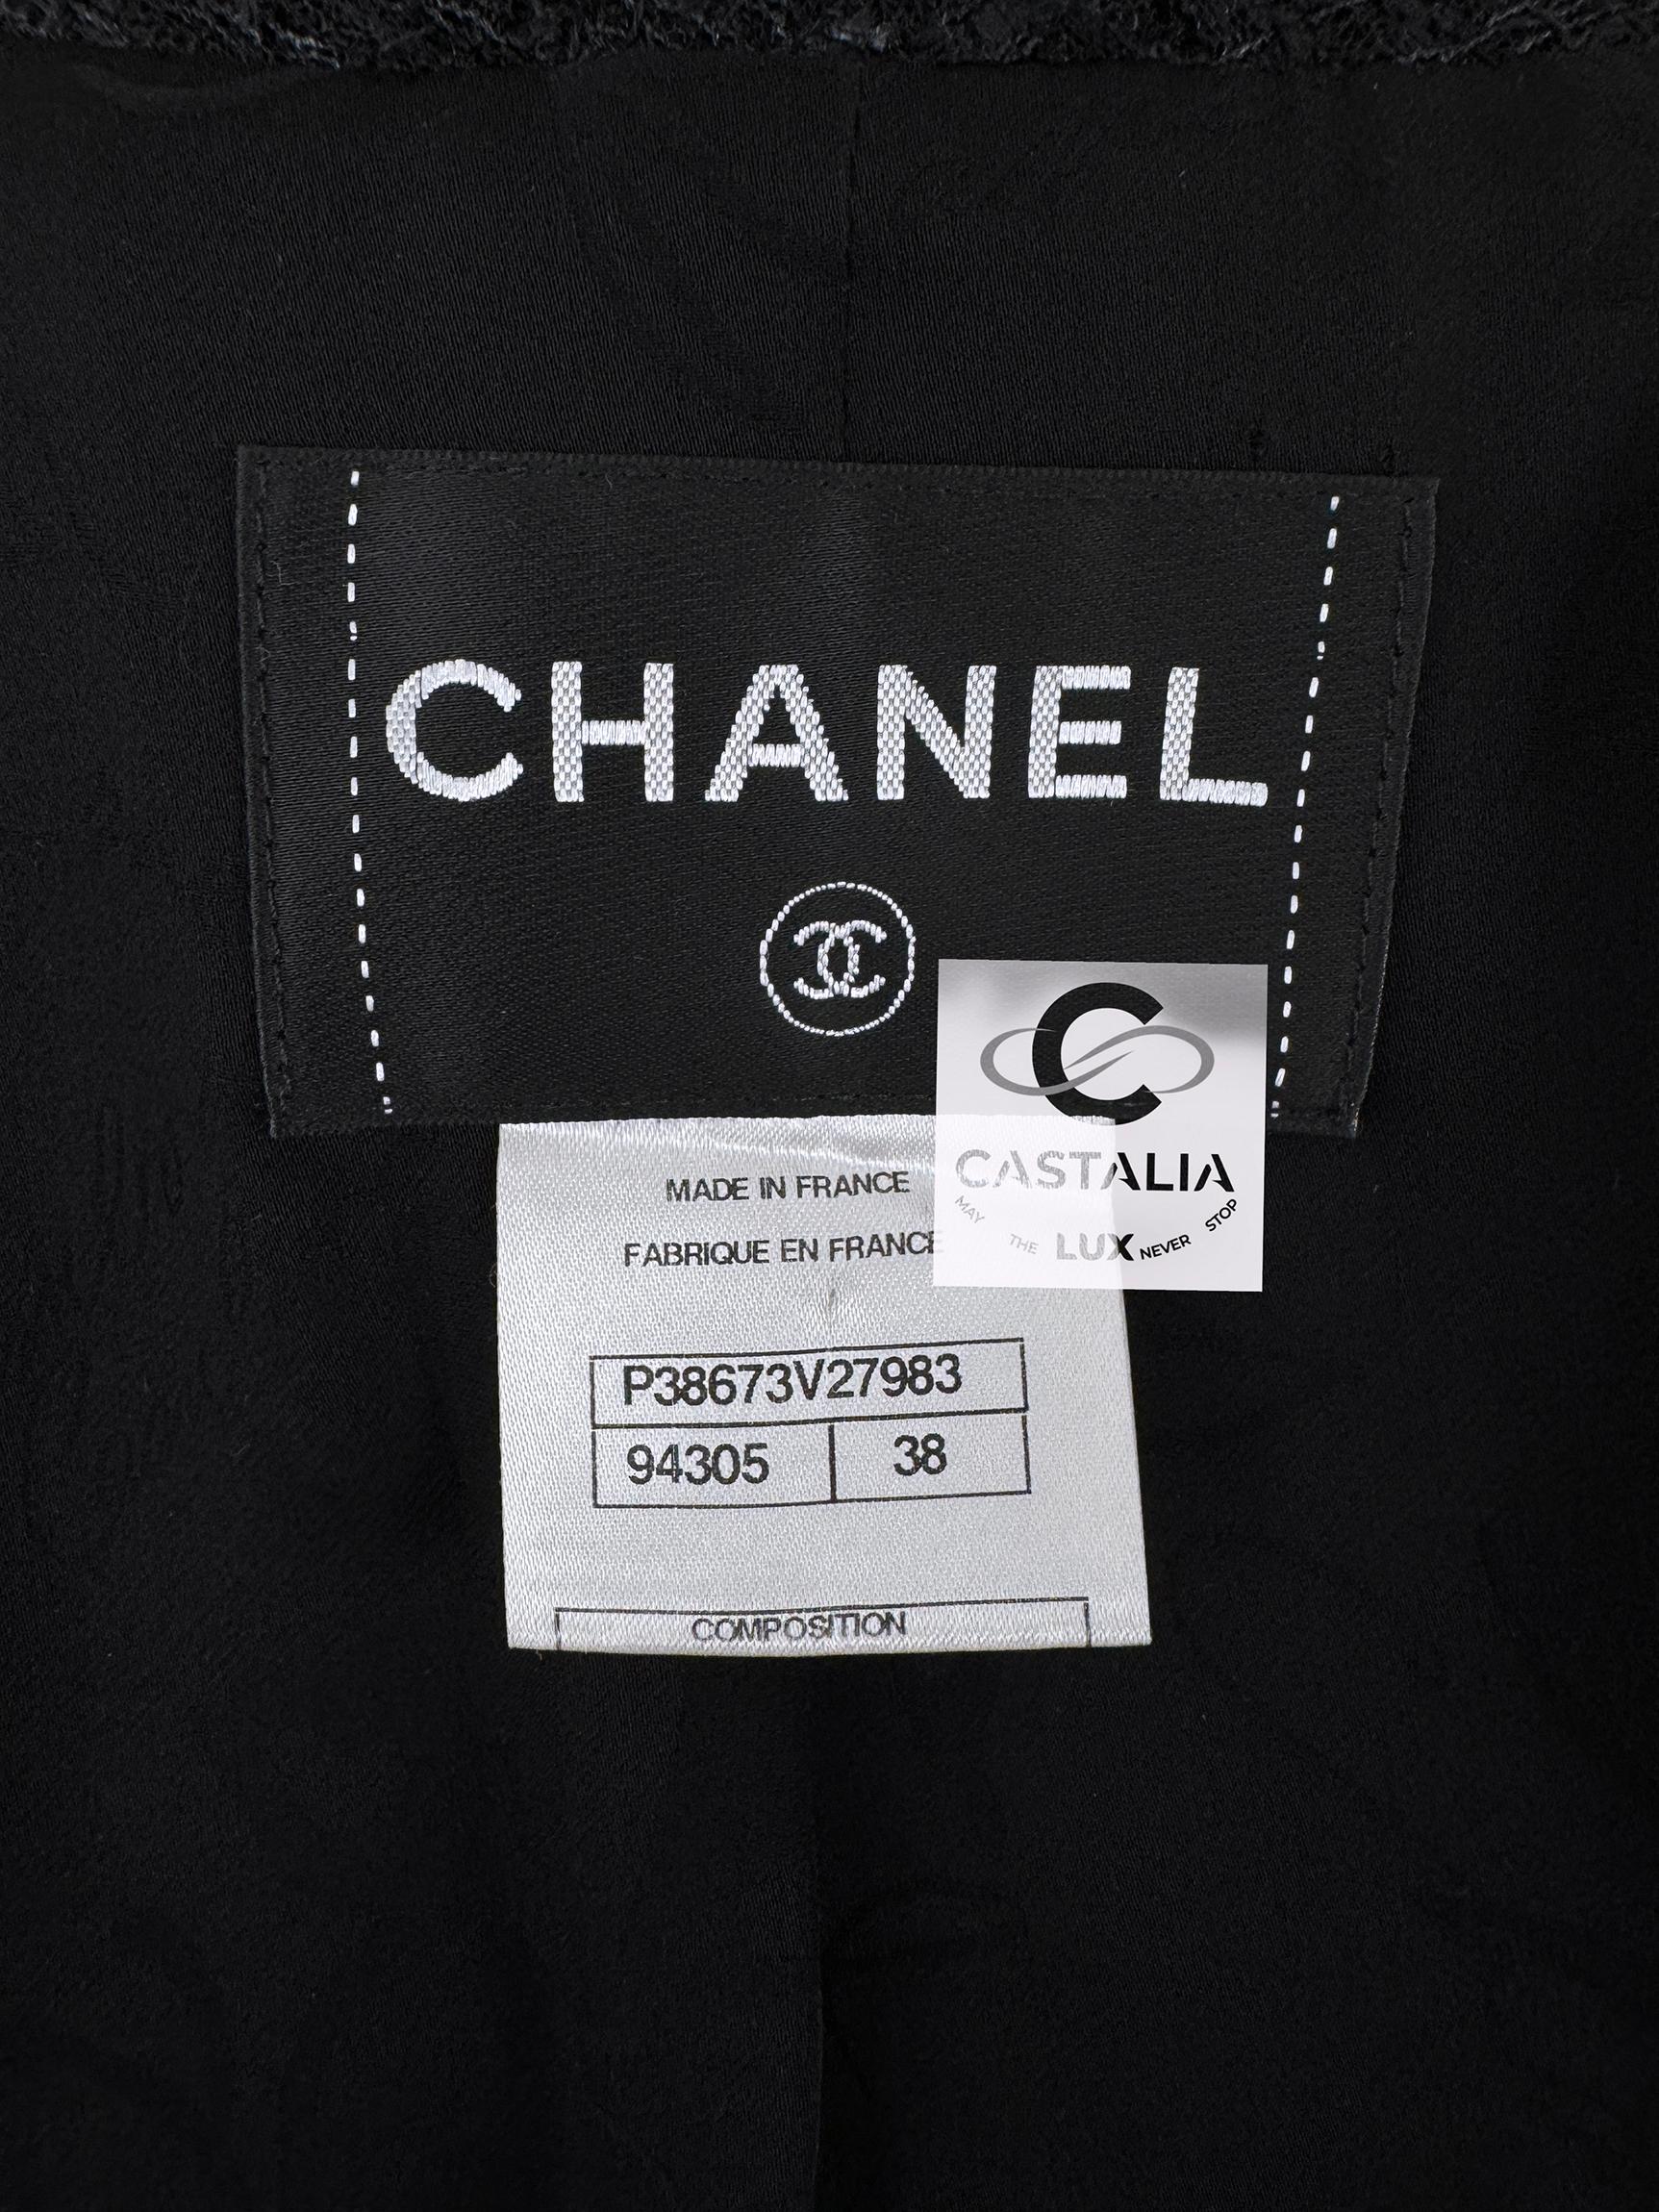 CHANEL
CASTALIA
MAY THE LUX NEVER STOP
MADE IN FRANCE
FABRIQUE EN FRANCE
P38673V27983
94305 38
COMPOSITION